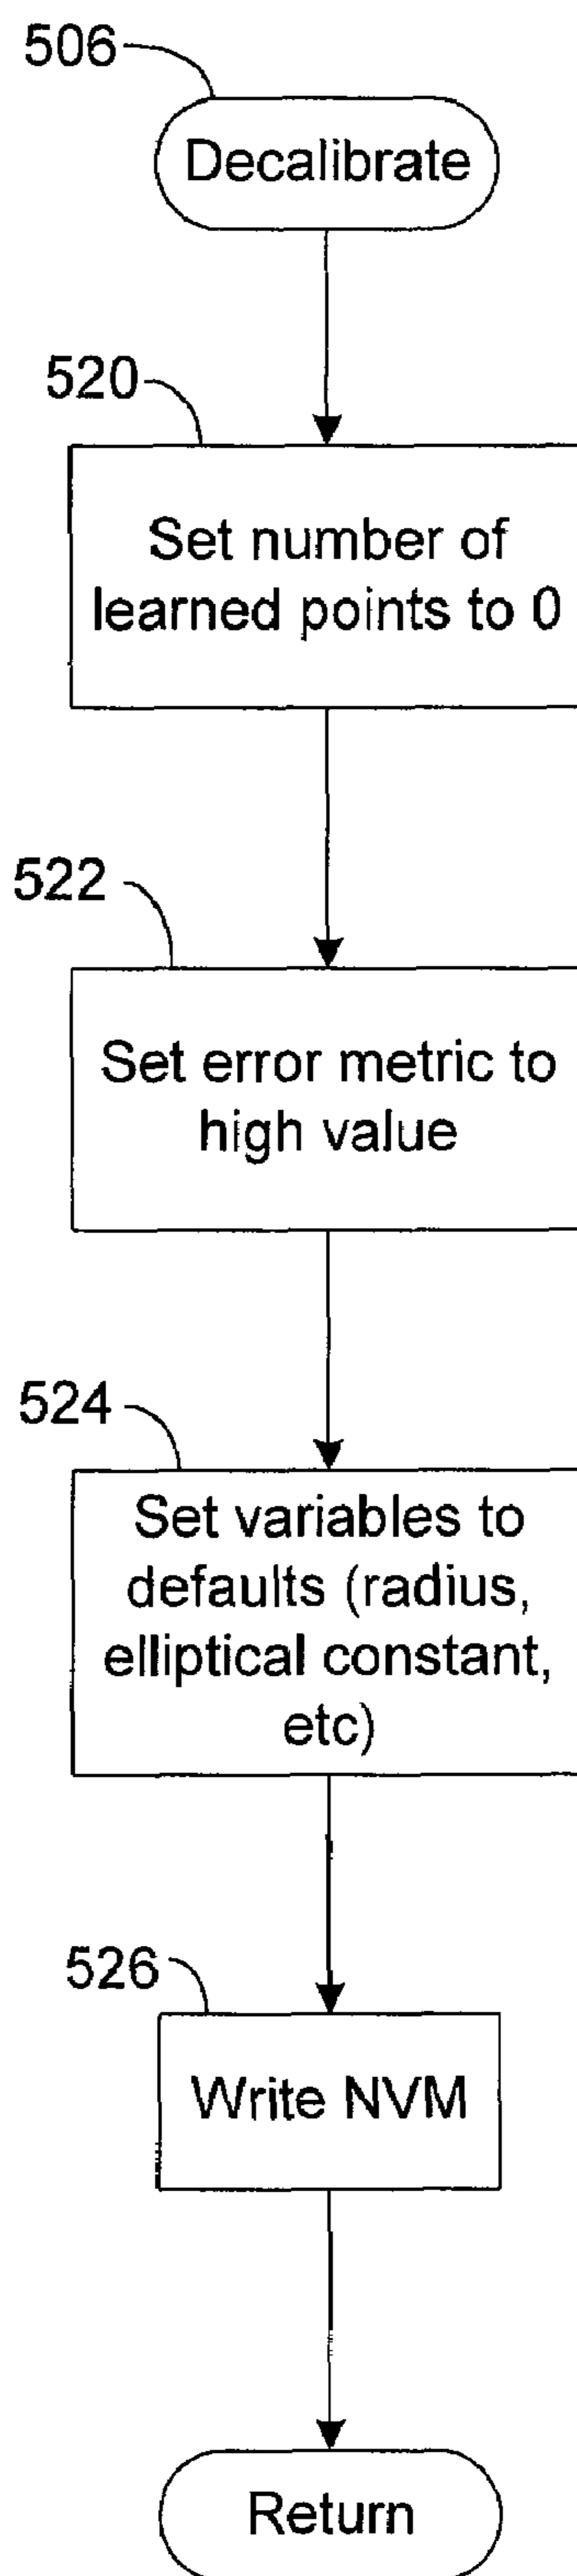 506
Decalibrate
520
Set number of
learned points to 0
522
Set error metric to
high value
524
Set variables to
defaults (radius,
elliptical constant,
etc)
526
Write NVM
Return